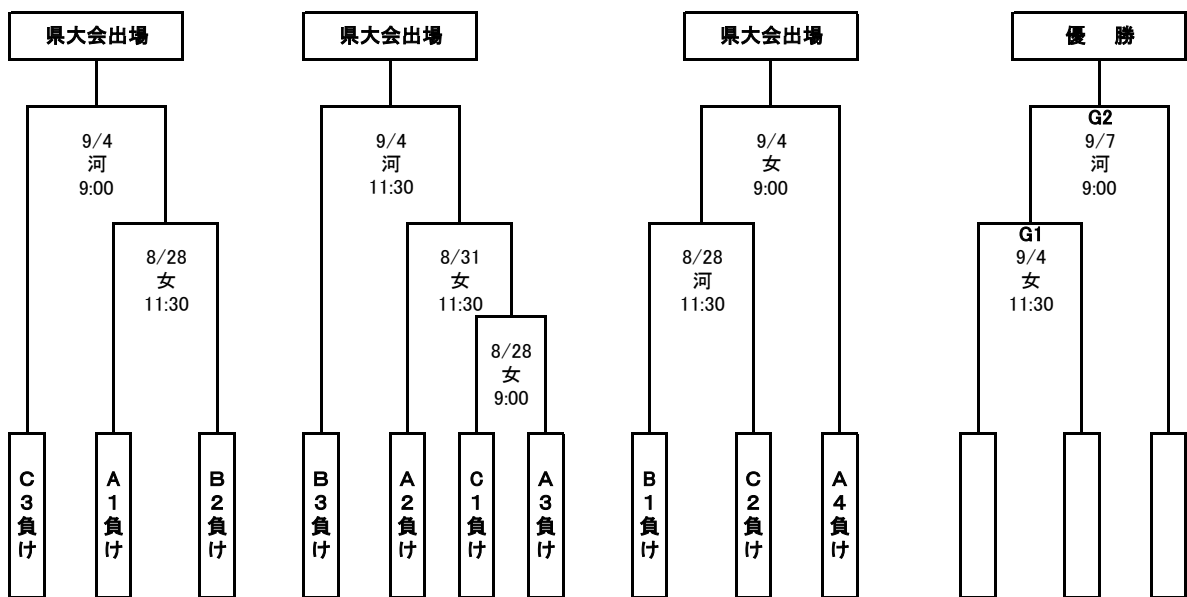 県大会出場
県大会出場
県大会出場
優　勝
9/4
河
9:00
9/4
河
11:30
9/4
女
9:00
G2
9/7
河
9:00
8/28
女
11:30
8/31
女
11:30
8/28
河
11:30
G1
9/4
女
11:30
8/28
女
9:00
C3負け
A1負け
B2負け
B3負け
A2負け
C1負け
A3負け
B1負け
C2負け
A4負け